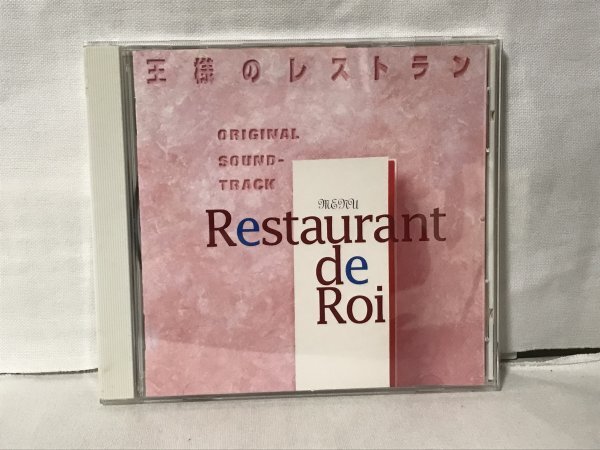 王様のレストラン
ORIGINAL
SOUND-
TRACK
MENU
Restaurant
de
Roi